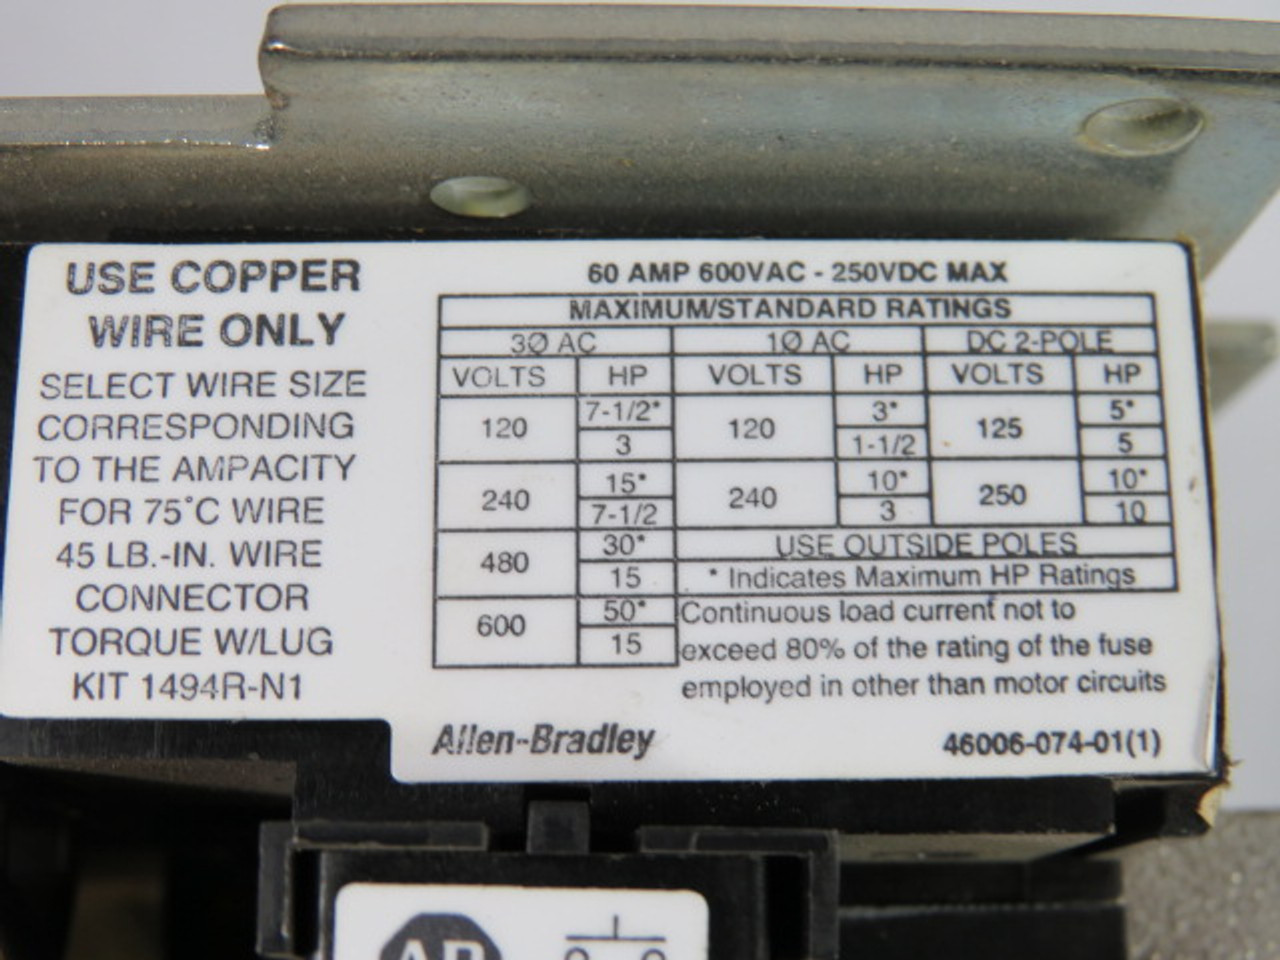 USE COPPER
WIRE ONLY
SELECT WIRE SIZE
CORRESPONDING
TO THE AMPACITY
FOR 75°C WIRE
45 LB.-IN. WIRE
CONNECTOR
TORQUE W/LUG
KIT 1494R-N1
60 AMP 600VAC - 250VDC MAX
MAXIMUM/STANDARD RATINGS
3Ø AC 1Ø AC DC 2-POLE
VOLTS HP VOLTS HP VOLTS HP
120 7-1/2* 120 3* 125 5*
3 1-1/2 5
240 15* 240 10* 250 10*
7-1/2 3 10
480 30* USE OUTSIDE POLES
15 * Indicates Maximum HP Ratings
600 50* Continuous load current not to
15 exceed 80% of the rating of the fuse
employed in other than motor circuits
Allen-Bradley 46006-074-01(1)
AB